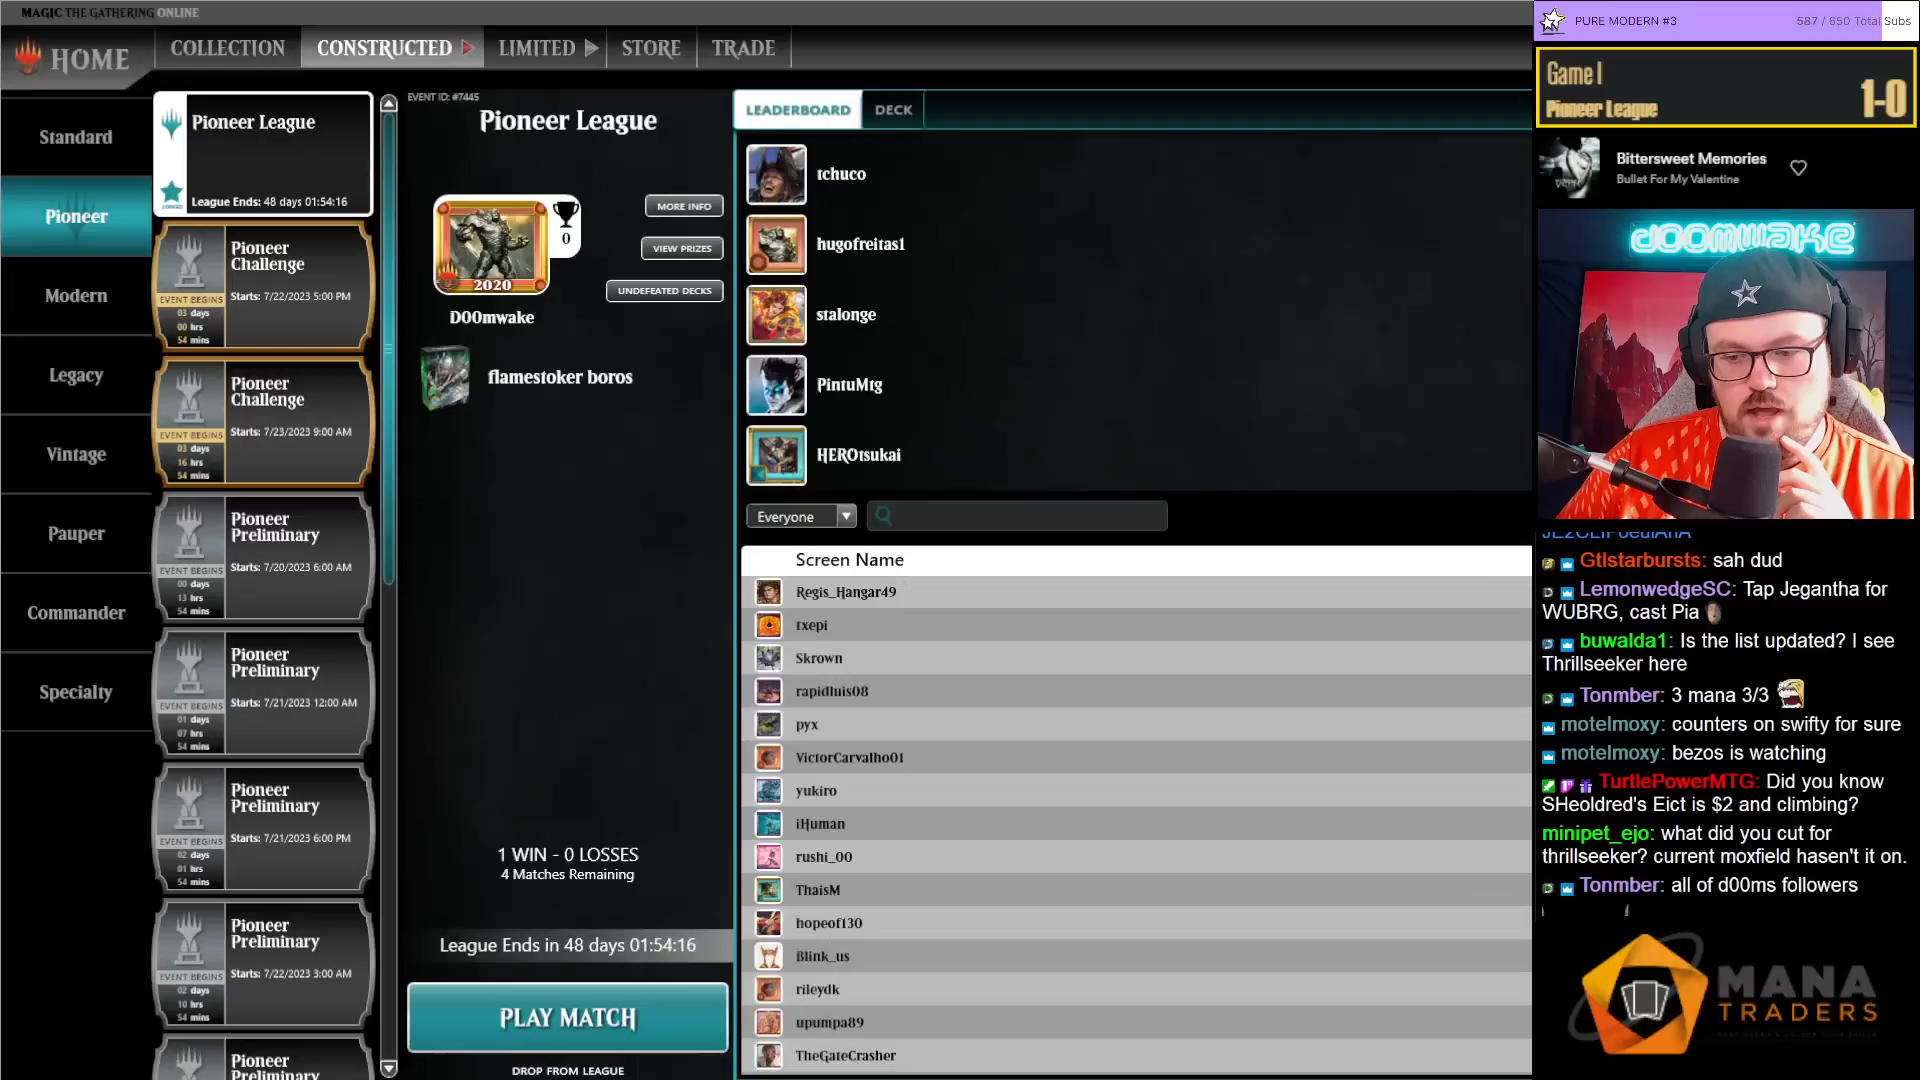 MAGIC THE GATHERING ONLINE
HOME
COLLECTION
CONSTRUCTED
LIMITED
STORE
TRADE
Standard
Pioneer
Modern
Legacy
Vintage
Pauper
Commander
Specialty
Pioneer League
JOINED
League Ends: 48 days 01:54:16
Pioneer
Challenge
EVENT BEGINS
Starts: 7/22/2023 5:00 PM
03 days
00 hrs
54 mins
Pioneer
Challenge
EVENT BEGINS
Starts: 7/23/2023 9:00 AM
03 days
16 hrs
54 mins
Pioneer
Preliminary
EVENT BEGINS
Starts: 7/20/2023 6:00 AM
00 days
13 hrs
54 mins
Pioneer
Preliminary
EVENT BEGINS
Starts: 7/21/2023 12:00 AM
01 days
07 hrs
54 mins
Pioneer
Preliminary
EVENT BEGINS
Starts: 7/21/2023 6:00 PM
02 days
01 hrs
54 mins
Pioneer
Preliminary
EVENT BEGINS
Starts: 7/22/2023 3:00 AM
02 days
10 hrs
54 mins
Pioneer
Preliminary
EVENT ID: #7445
Pioneer League
MORE INFO
VIEW PRIZES
UNDEFEATED DECKS
0
2020
D00mwake
flamestoker boros
1 WIN - 0 LOSSES
4 Matches Remaining
League Ends in 48 days 01:54:16
PLAY MATCH
DROP FROM LEAGUE
LEADERBOARD
DECK
tchuco
hugofreitas1
stalonge
PintuMtg
HEROtsukai
Everyone
Screen Name
Regis_Hangar49
txepi
Skrown
rapidluis08
pyx
VictorCarvalho01
yukiro
iHuman
rushi_00
ThaisM
hopeof130
Blink_us
rileydk
upumpa89
TheGateCrasher
PURE MODERN #3
587 / 650 Total Subs
Game 1
Pioneer League
1-0
Bittersweet Memories
Bullet For My Valentine
doomwake
Gtlstarbursts: sah dud
LemonwedgeSC: Tap Jegantha for
WUBRG, cast Pia
buwalda1: Is the list updated? I see
Thrillseeker here
Tonmber: 3 mana 3/3
motelmoxy: counters on swifty for sure
motelmoxy: bezos is watching
TurtlePowerMTG: Did you know
SHeoldred's Eict is $2 and climbing?
minipet_ejo: what did you cut for
thrillseeker? current moxfield hasen't it on.
Tonmber: all of d00ms followers
MANA
TRADERS